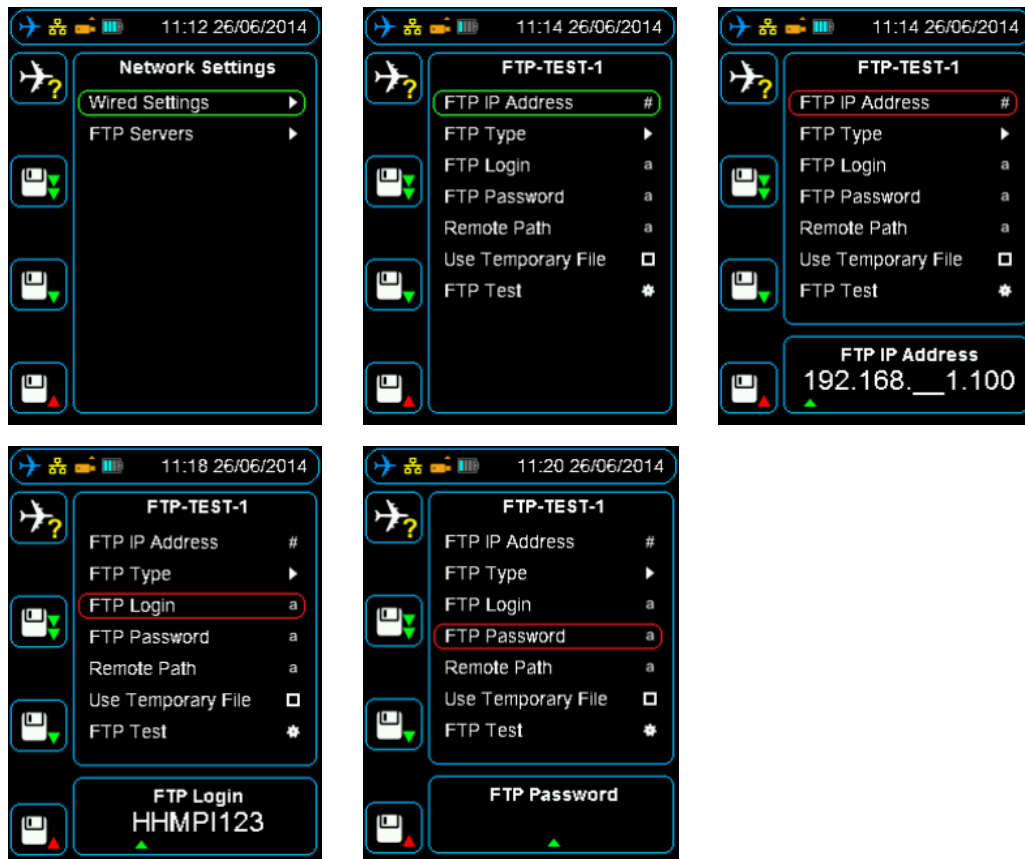 11:12 26/06/2014
Network Settings
Wired Settings
FTP Servers
11:14 26/06/2014
FTP-TEST-1
FTP IP Address #
FTP Type
FTP Login a
FTP Password a
Remote Path a
Use Temporary File
FTP Test
11:14 26/06/2014
FTP-TEST-1
FTP IP Address #
FTP Type
FTP Login a
FTP Password a
Remote Path a
Use Temporary File
FTP Test
FTP IP Address
192.168.__1.100
11:18 26/06/2014
FTP-TEST-1
FTP IP Address #
FTP Type
FTP Login a
FTP Password a
Remote Path a
Use Temporary File
FTP Test
FTP Login
HHMPI123
11:20 26/06/2014
FTP-TEST-1
FTP IP Address #
FTP Type
FTP Login a
FTP Password a
Remote Path a
Use Temporary File
FTP Test
FTP Password